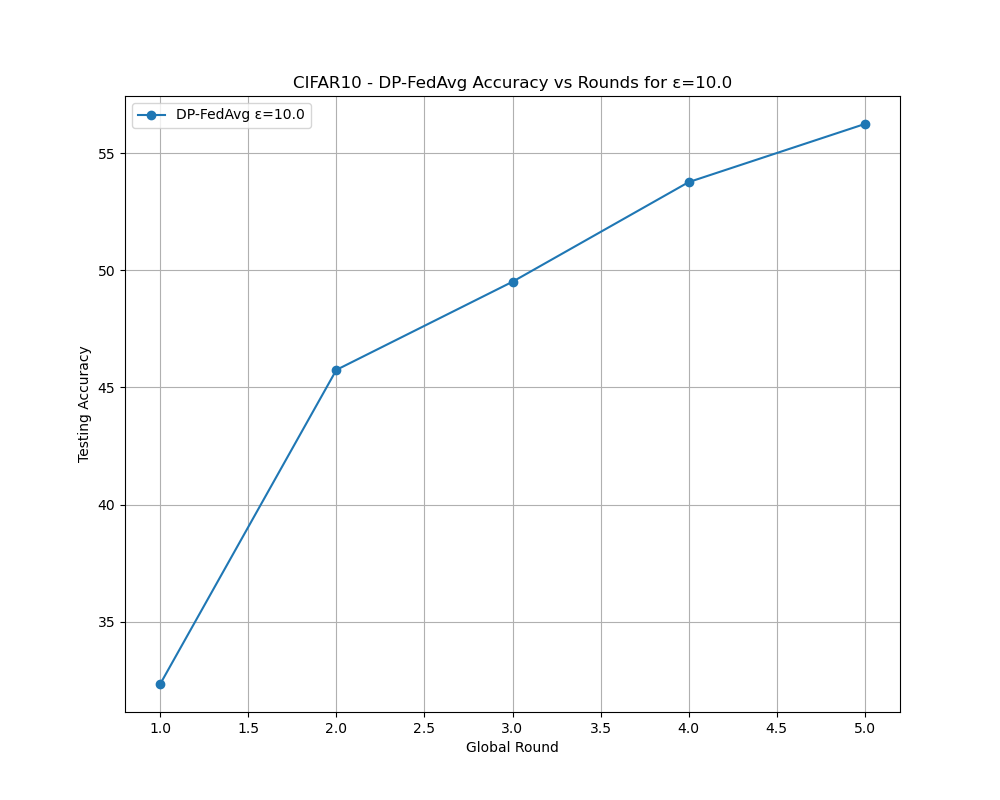 CIFAR10 - DP-FedAvg Accuracy vs Rounds for ε=10.0
DP-FedAvg ε=10.0
55
50
45
40
35
Testing Accuracy
1.0 1.5 2.0 2.5 3.0 3.5 4.0 4.5 5.0
Global Round